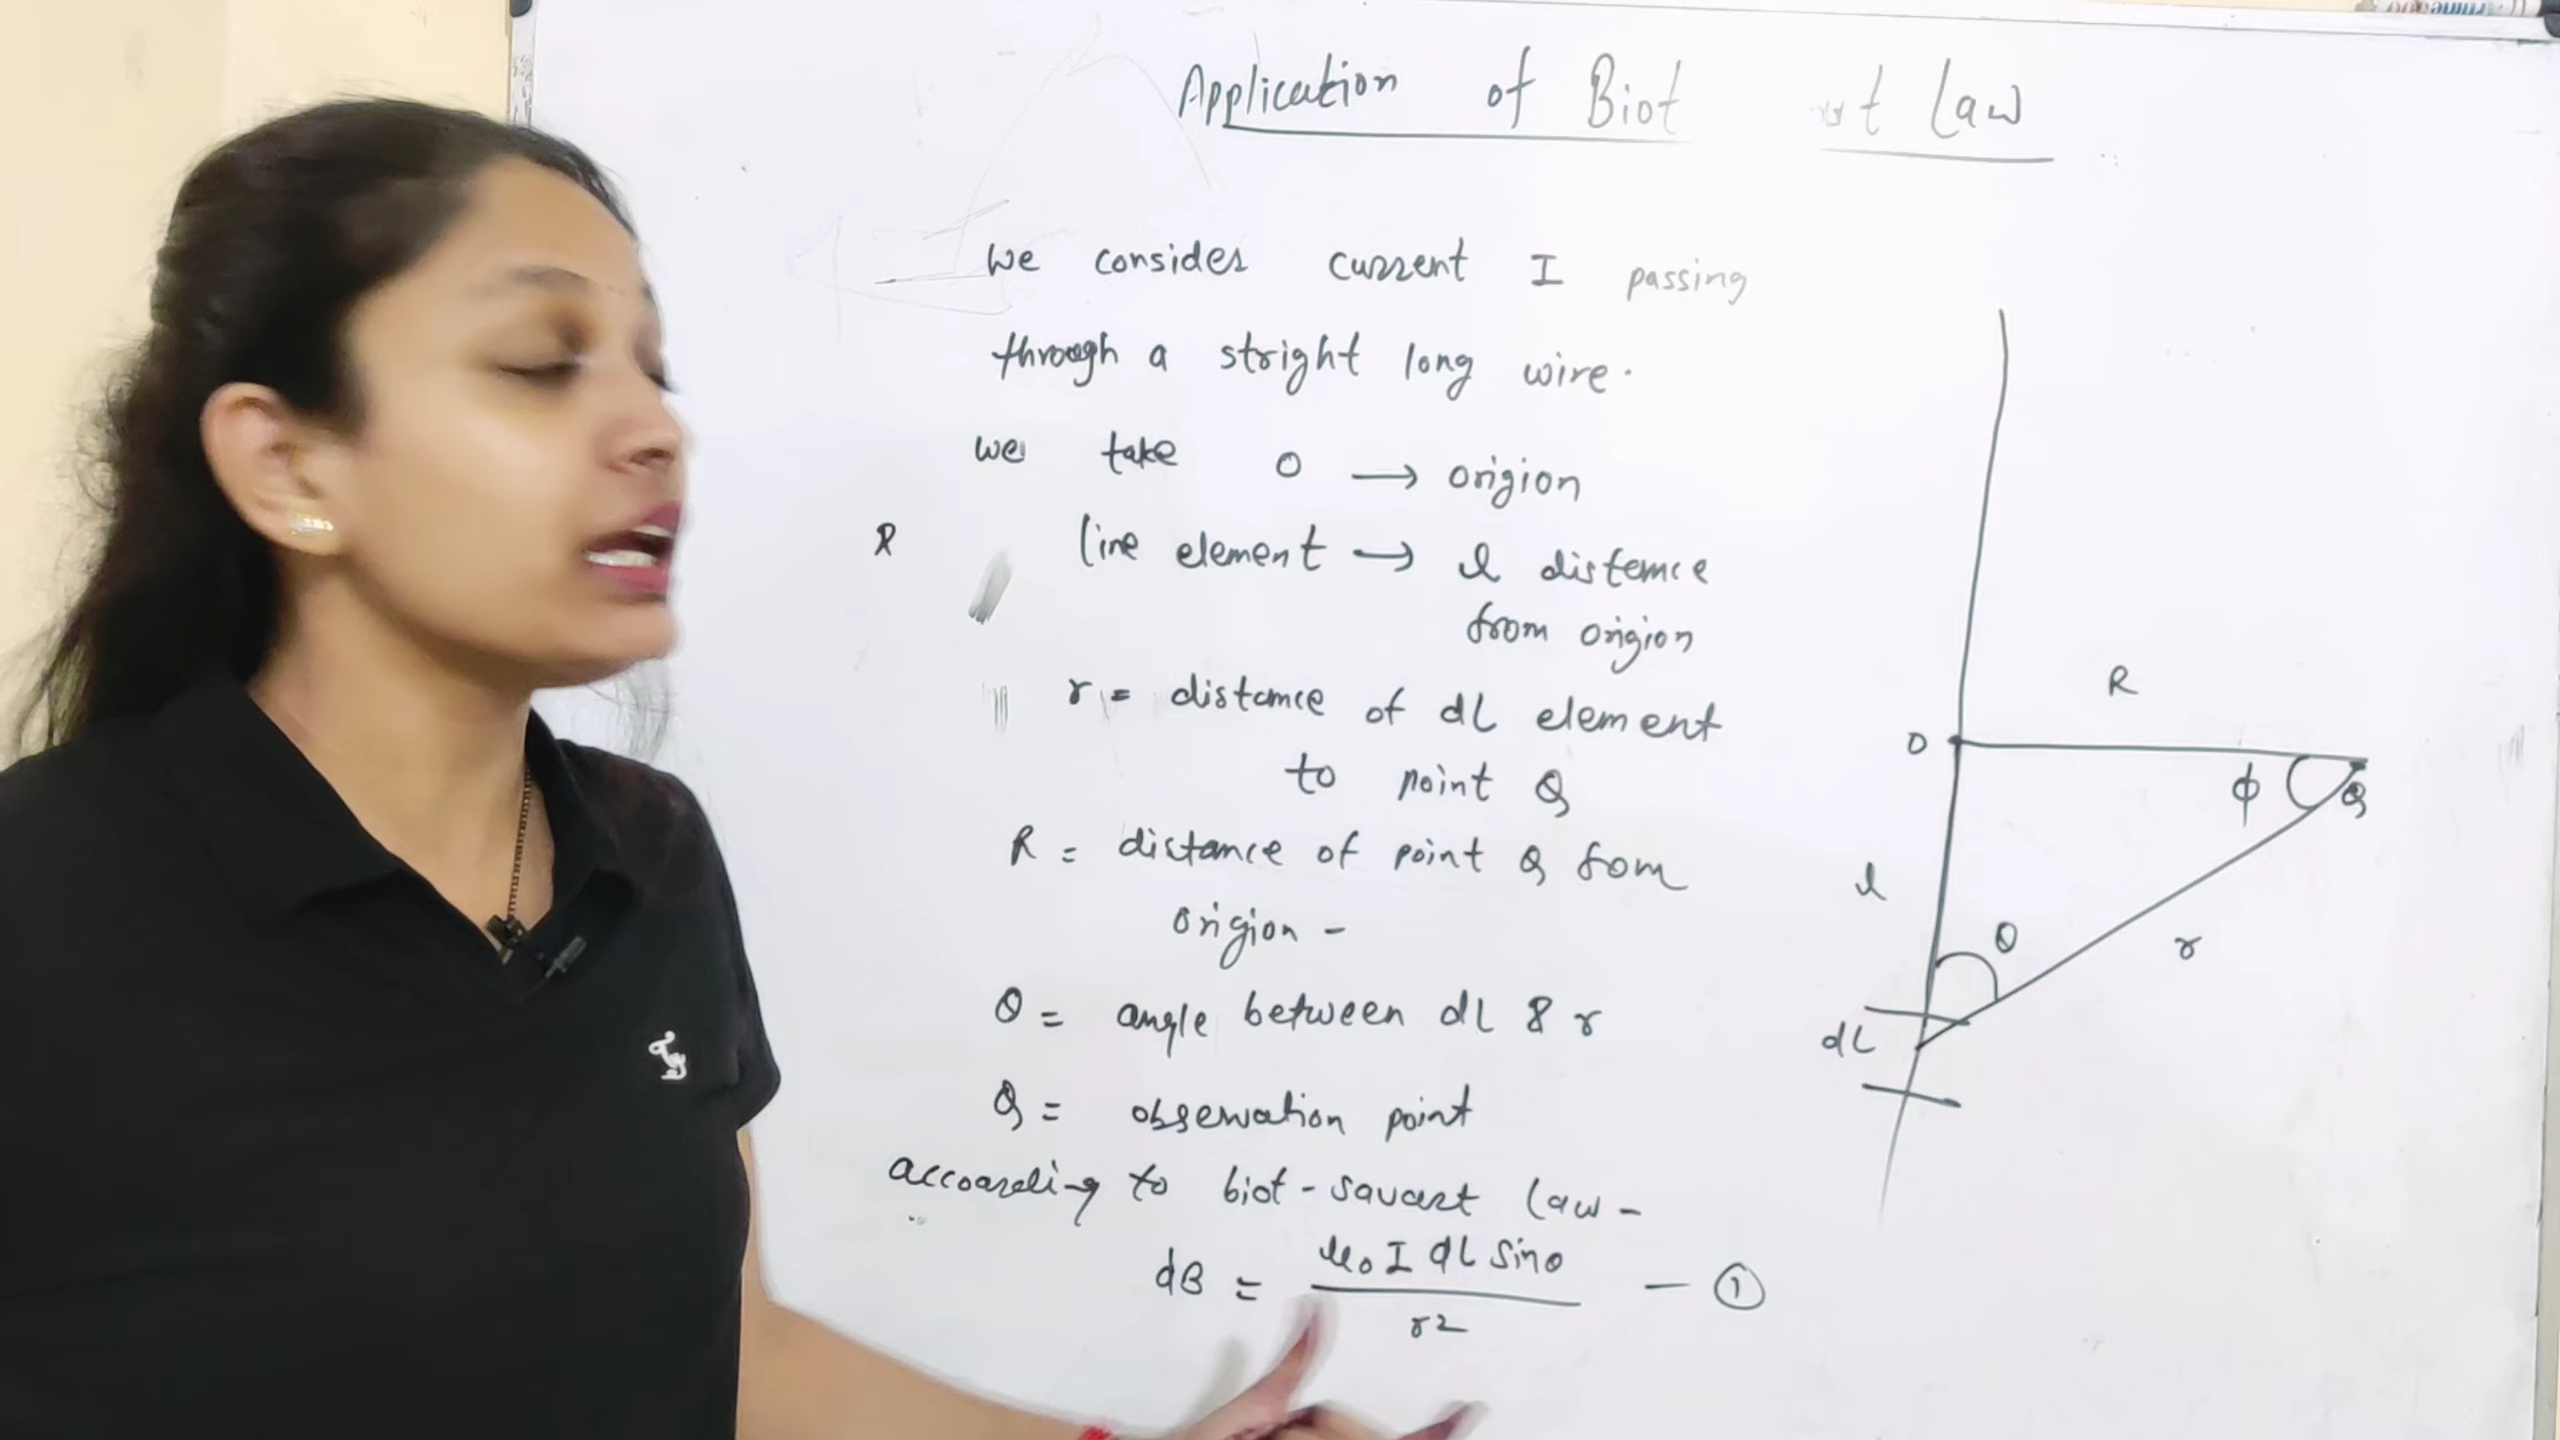 Application of Biot Law
we consider current I passing
through a stright long wire.
we take O → origion
line element → l distance
from origion
r = distance of dl element
to point Q
R = distance of point Q fom
origion -
θ = angle between dl & r
Q = observation point
accoarding to biot - savart law -
dB = μ₀ I dl sinθ / r2 — ①
R
O
ϕ
Q
l
θ
r
dl